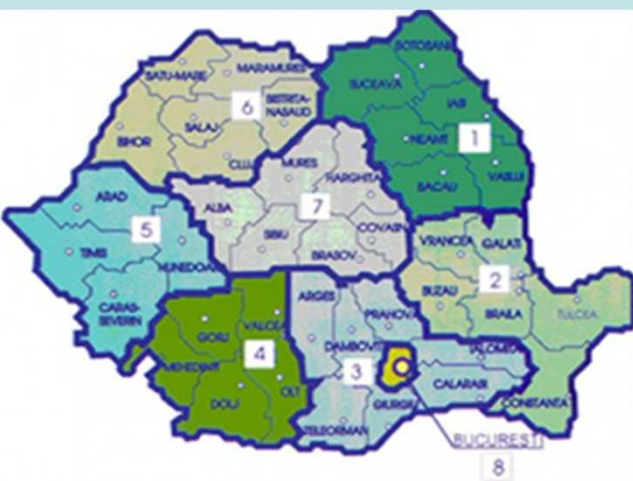 BOTOSANI
SATU-MARE
MARAMURES
SUCEAVA
BISTRITA-
NASAUD
IASI
6
SALAJ
BIHOR
NEAMT
1
CLUJ
MURES
HARGHITA
BACAU
VASLUI
ARAD
ALBA
7
5
COVASNA
VRANCEA
GALATI
TIMIS
SIBIU
HUNEDOARA
BRASOV
2
BUZAU
CARAS-
SEVERIN
ARGES
PRAHOVA
BRAILA
TULCEA
GORJ
VALCEA
DAMBOVITA
IALOMITA
4
MEHEDINTI
3
CALARASI
OLT
DOLJ
GIURGIU
CONSTANTA
TELEORMAN
BUCURESTI
8